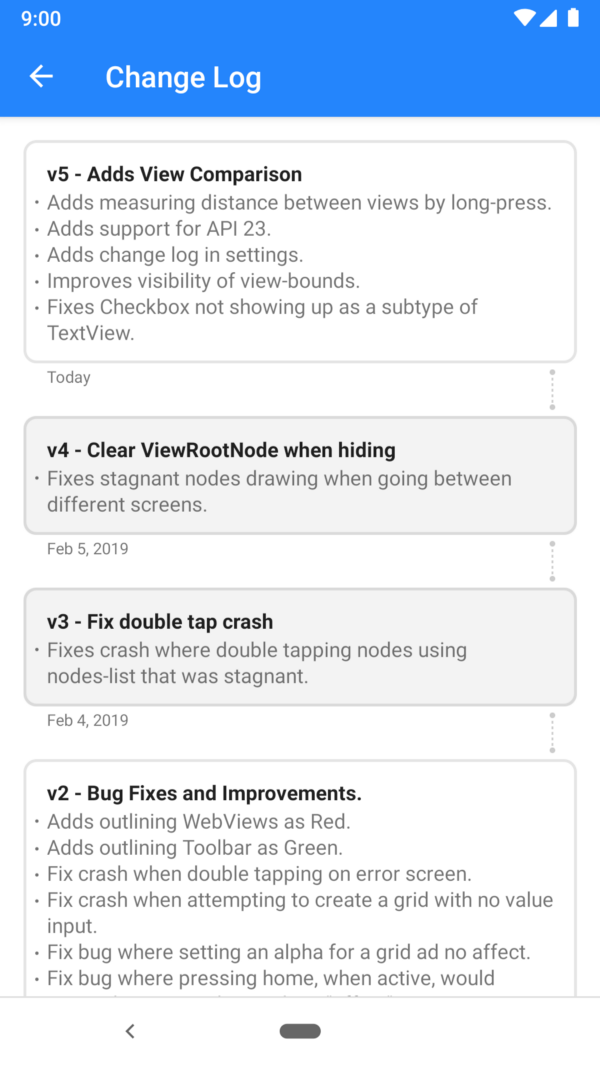 9:00
Change Log
v5 - Adds View Comparison
· Adds measuring distance between views by long-press.
· Adds support for API 23.
· Adds change log in settings.
· Improves visibility of view-bounds.
· Fixes Checkbox not showing up as a subtype of
TextView.
Today
v4 - Clear ViewRootNode when hiding
· Fixes stagnant nodes drawing when going between
different screens.
Feb 5, 2019
v3 - Fix double tap crash
· Fixes crash where double tapping nodes using
nodes-list that was stagnant.
Feb 4, 2019
v2 - Bug Fixes and Improvements.
· Adds outlining WebViews as Red.
· Adds outlining Toolbar as Green.
· Fix crash when double tapping on error screen.
· Fix crash when attempting to create a grid with no value
input.
· Fix bug where setting an alpha for a grid ad no affect.
· Fix bug where pressing home, when active, would